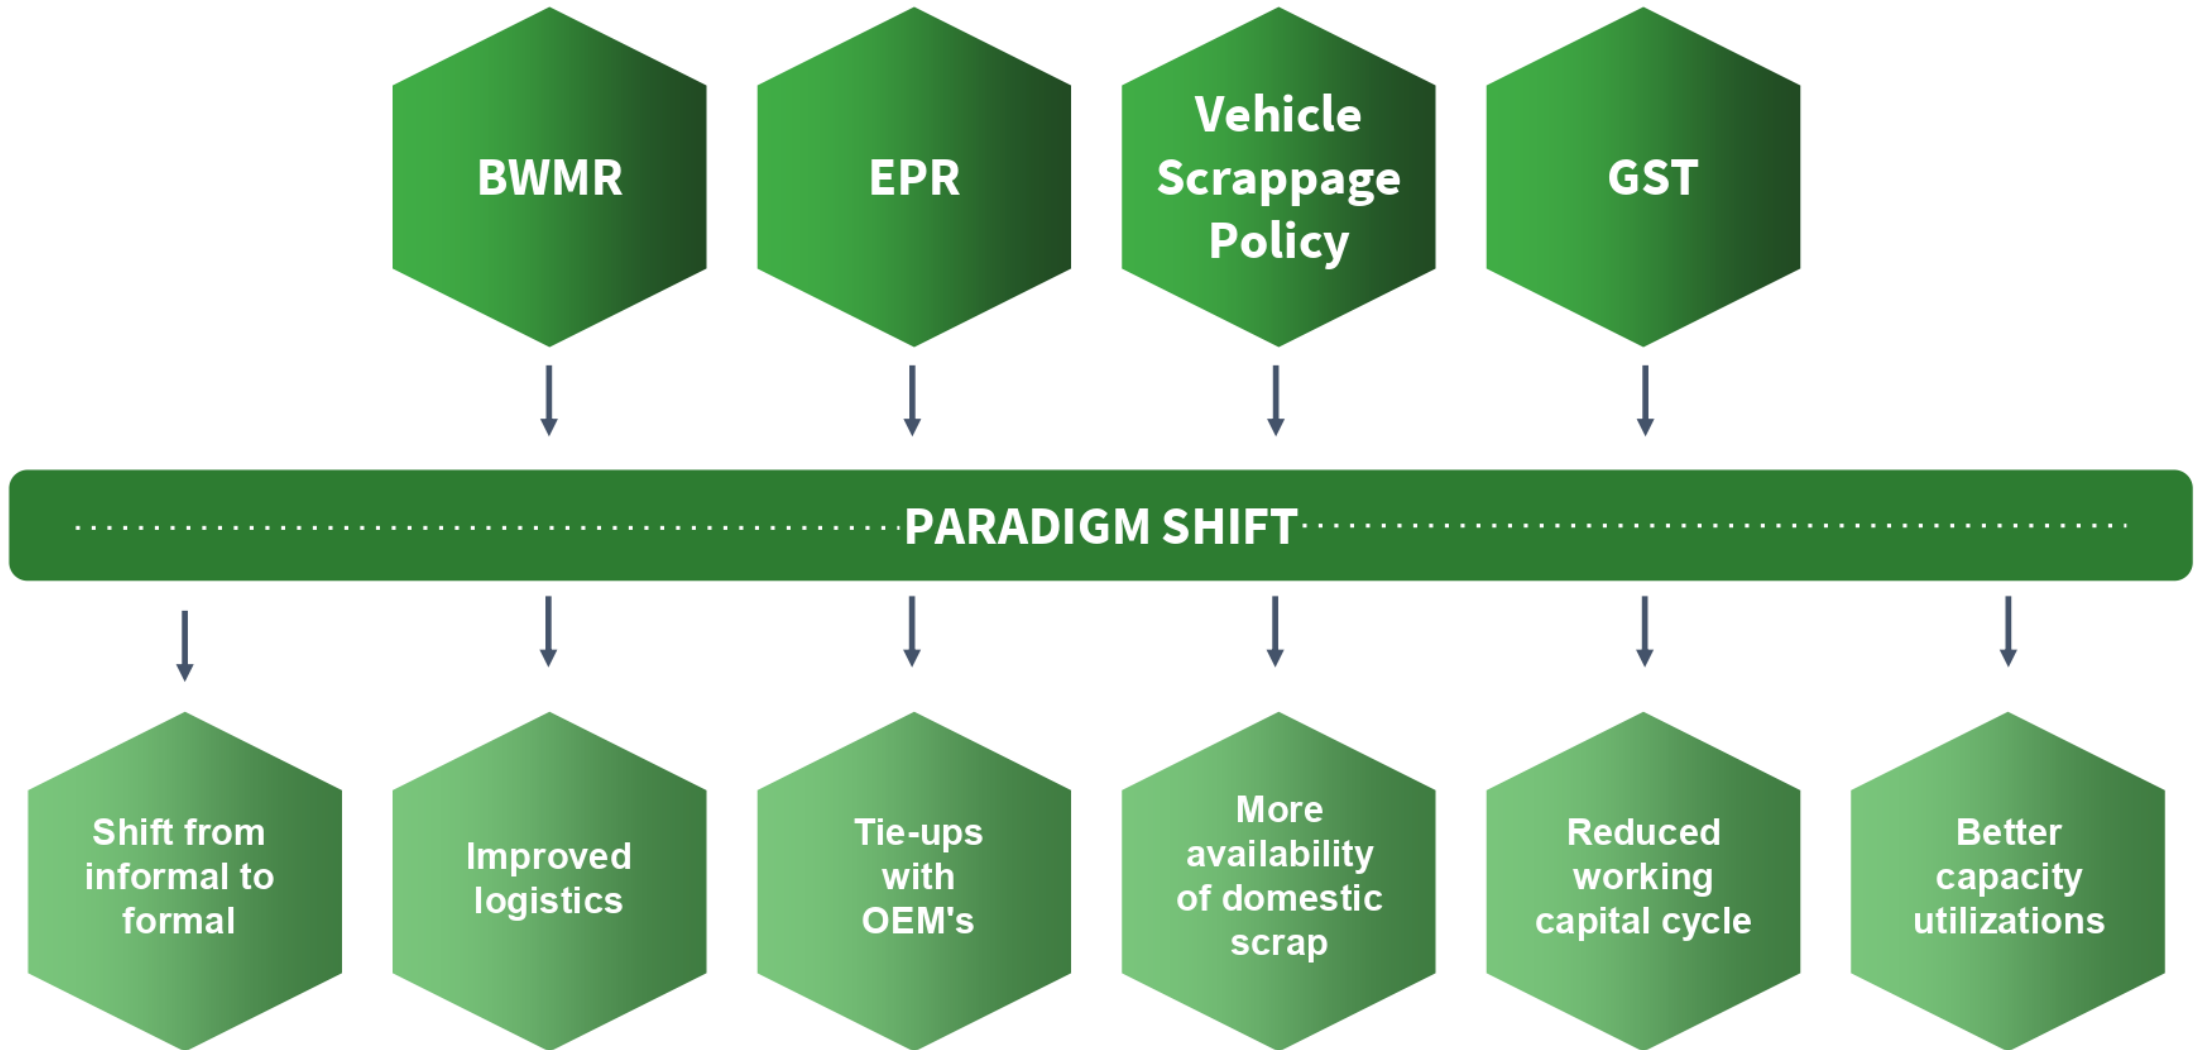 BWMR
EPR
Vehicle
Scrappage
Policy
GST
PARADIGM SHIFT
Shift from
informal to
formal
Improved
logistics
Tie-ups
with
OEM's
More
availability
of domestic
scrap
Reduced
working
capital cycle
Better
capacity
utilizations